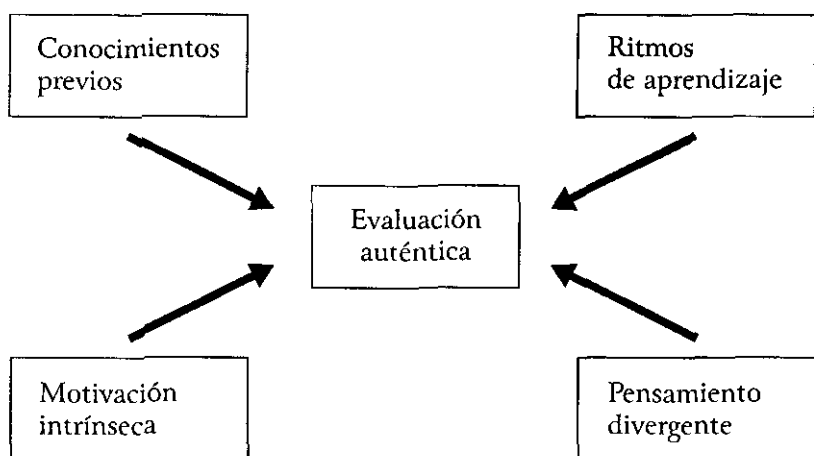 Conocimientos
previos
Ritmos
de aprendizaje
Evaluación
auténtica
Motivación
intrínseca
Pensamiento
divergente